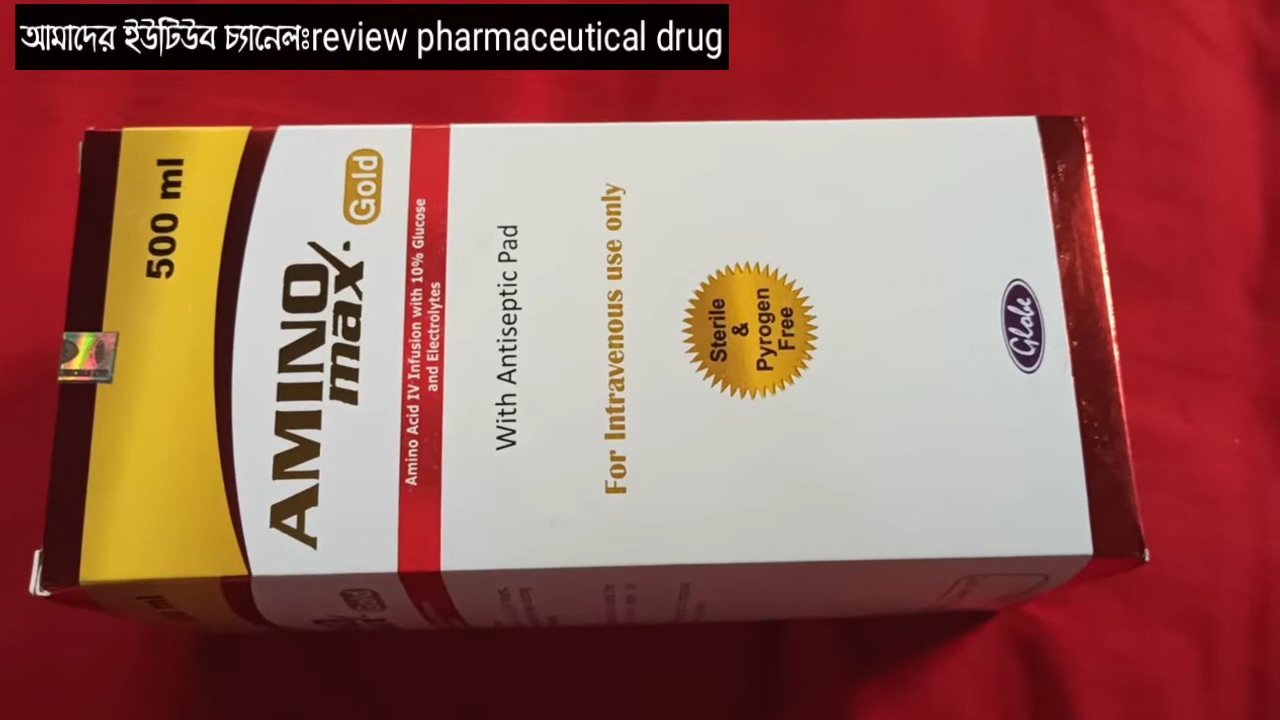 আমাদের ইউটিউব চ্যানেলঃreview pharmaceutical drug
500 ml
AMINO
max
Gold
Amino Acid IV Infusion with 10% Glucose
and Electrolytes
With Antiseptic Pad
For Intravenous use only
Sterile
&
Pyrogen
Free
Globe